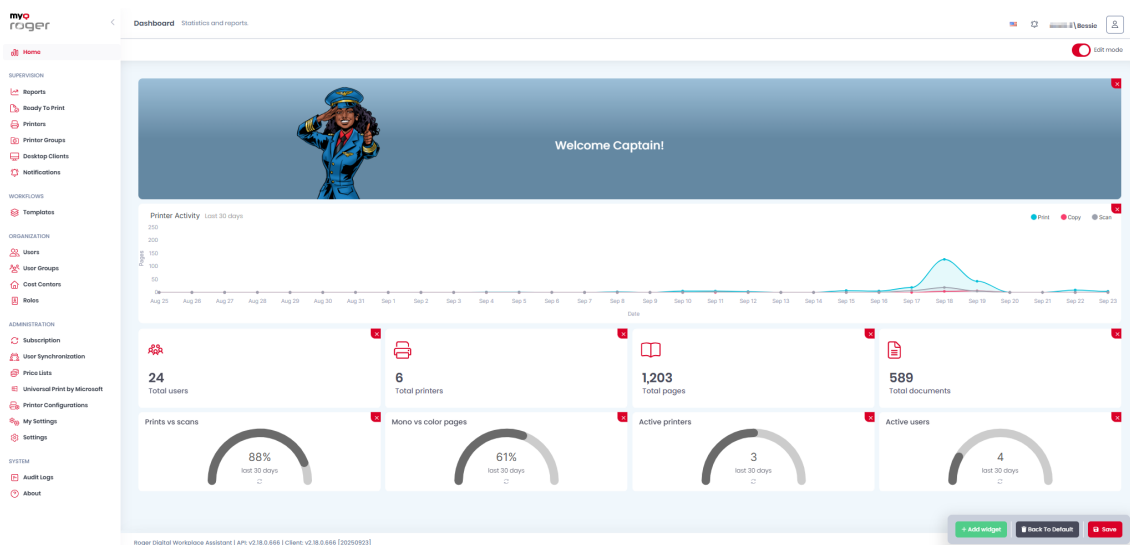 myQ
roger
Home
SUPERVISION
Reports
Ready To Print
Printers
Printer Groups
Desktop Clients
Notifications
WORKFLOWS
Templates
ORGANIZATION
Users
User Groups
Cost Centers
Roles
ADMINISTRATION
Subscription
User Synchronization
Price Lists
Universal Print by Microsoft
Printer Configurations
My Settings
Settings
SYSTEM
Audit Logs
About
Dashboard Statistics and reports
\Bessie
Edit mode
Welcome Captain!
Printer Activity Last 30 days
Print Copy Scan
250
200
150
100
50
0
Pages
Aug 25 Aug 26 Aug 27 Aug 28 Aug 29 Aug 30 Aug 31 Sep 1 Sep 2 Sep 3 Sep 4 Sep 5 Sep 6 Sep 7 Sep 8 Sep 9 Sep 10 Sep 11 Sep 12 Sep 13 Sep 14 Sep 15 Sep 16 Sep 17 Sep 18 Sep 19 Sep 20 Sep 21 Sep 22 Sep 23
Date
24
Total users
6
Total printers
1,203
Total pages
589
Total documents
Prints vs scans
88%
last 30 days
Mono vs color pages
61%
last 30 days
Active printers
3
last 30 days
Active users
4
last 30 days
+ Add widget
Back To Default
Save
Roger Digital Workplace Assistant | API: v2.18.0.666 | Client: v2.18.0.666 [20250923]